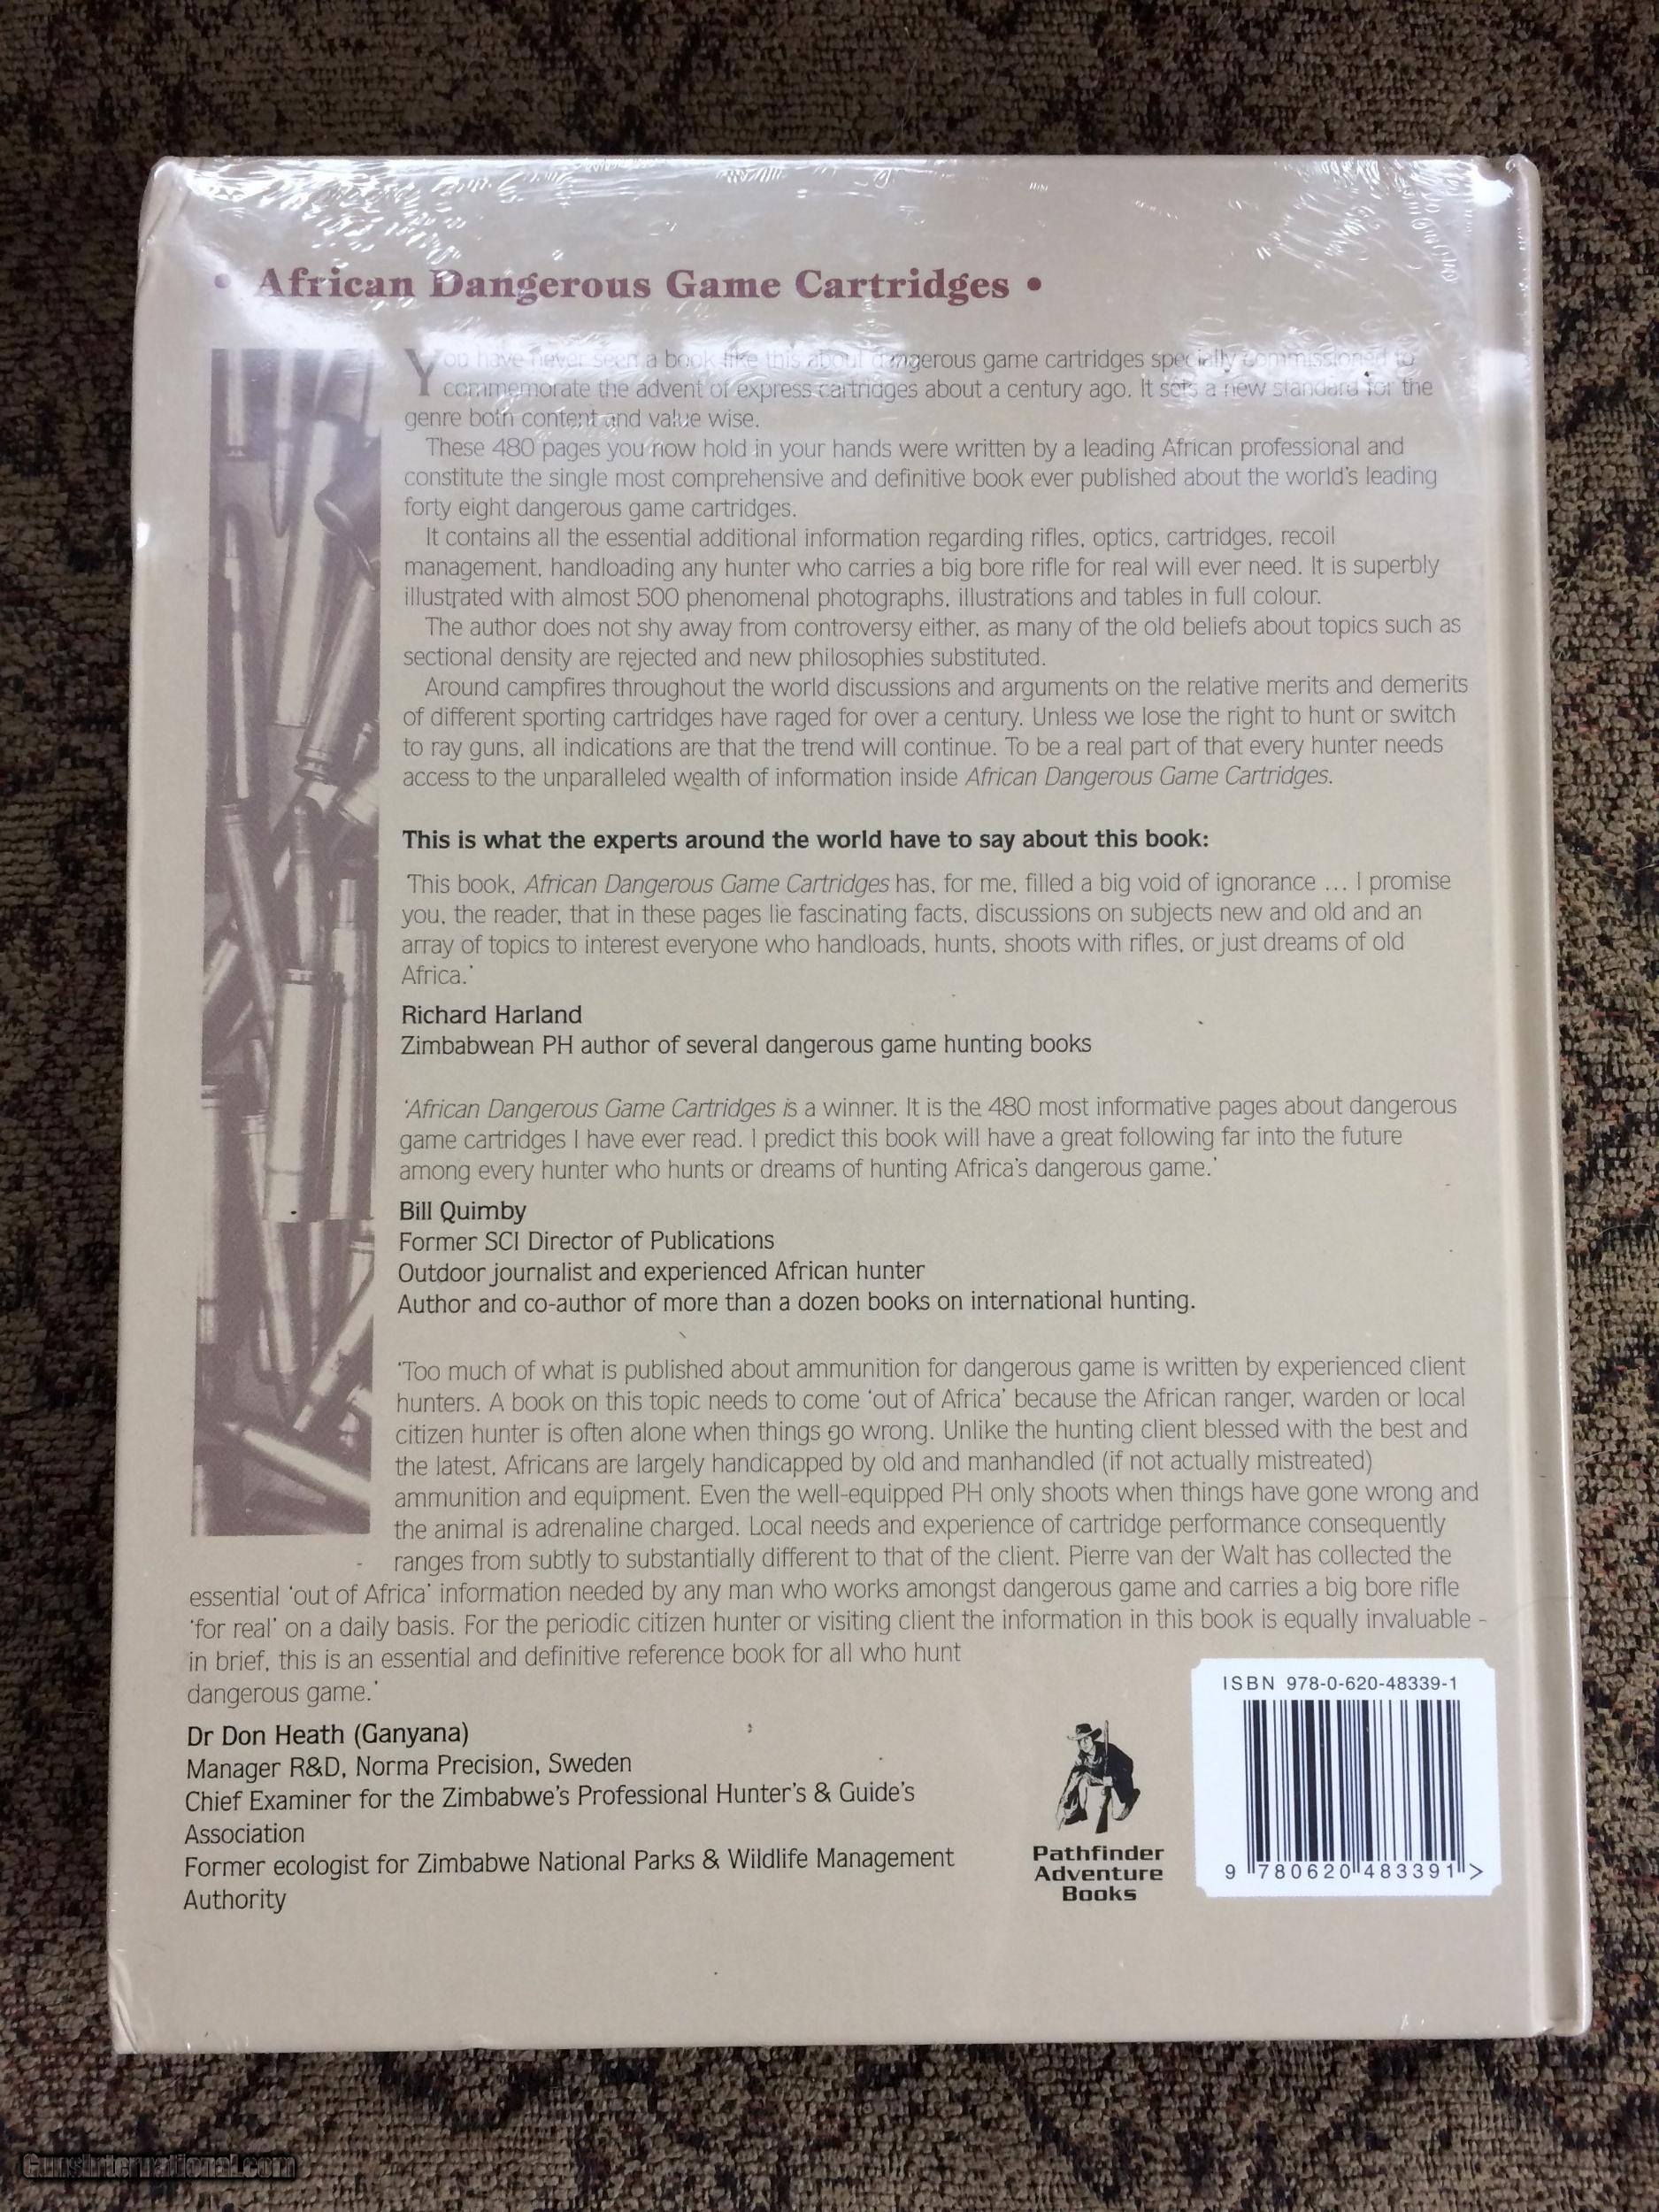 • African Dangerous Game Cartridges •
You have never seen a book like this about dangerous game cartridges specially commissioned to
commemorate the advent of express cartridges about a century ago. It sets a new standard for the
genre both content and value wise.
These 480 pages you now hold in your hands were written by a leading African professional and
constitute the single most comprehensive and definitive book ever published about the world's leading
forty eight dangerous game cartridges.
It contains all the essential additional information regarding rifles, optics, cartridges, recoil
management, handloading any hunter who carries a big bore rifle for real will ever need. It is superbly
illustrated with almost 500 phenomenal photographs, illustrations and tables in full colour.
The author does not shy away from controversy either, as many of the old beliefs about topics such as
sectional density are rejected and new philosophies substituted.
Around campfires throughout the world discussions and arguments on the relative merits and demerits
of different sporting cartridges have raged for over a century. Unless we lose the right to hunt or switch
to ray guns, all indications are that the trend will continue. To be a real part of that every hunter needs
access to the unparalleled wealth of information inside African Dangerous Game Cartridges.
This is what the experts around the world have to say about this book:
'This book, African Dangerous Game Cartridges has, for me, filled a big void of ignorance ... I promise
you, the reader, that in these pages lie fascinating facts, discussions on subjects new and old and an
array of topics to interest everyone who handloads, hunts, shoots with rifles, or just dreams of old
Africa.'
Richard Harland
Zimbabwean PH author of several dangerous game hunting books
'African Dangerous Game Cartridges is a winner. It is the 480 most informative pages about dangerous
game cartridges I have ever read. I predict this book will have a great following far into the future
among every hunter who hunts or dreams of hunting Africa's dangerous game.'
Bill Quimby
Former SCI Director of Publications
Outdoor journalist and experienced African hunter
Author and co-author of more than a dozen books on international hunting.
'Too much of what is published about ammunition for dangerous game is written by experienced client
hunters. A book on this topic needs to come 'out of Africa' because the African ranger, warden or local
citizen hunter is often alone when things go wrong. Unlike the hunting client blessed with the best and
the latest, Africans are largely handicapped by old and manhandled (if not actually mistreated)
ammunition and equipment. Even the well-equipped PH only shoots when things have gone wrong and
the animal is adrenaline charged. Local needs and experience of cartridge performance consequently
ranges from subtly to substantially different to that of the client. Pierre van der Walt has collected the
essential 'out of Africa' information needed by any man who works amongst dangerous game and carries a big bore rifle
'for real' on a daily basis. For the periodic citizen hunter or visiting client the information in this book is equally invaluable -
in brief, this is an essential and definitive reference book for all who hunt
dangerous game.'
Dr Don Heath (Ganyana)
Manager R&D, Norma Precision, Sweden
Chief Examiner for the Zimbabwe's Professional Hunter's & Guide's
Association
Former ecologist for Zimbabwe National Parks & Wildlife Management
Authority
Pathfinder
Adventure
Books
ISBN 978-0-620-48339-1
9 780620 483391 >
GunsInternational.com